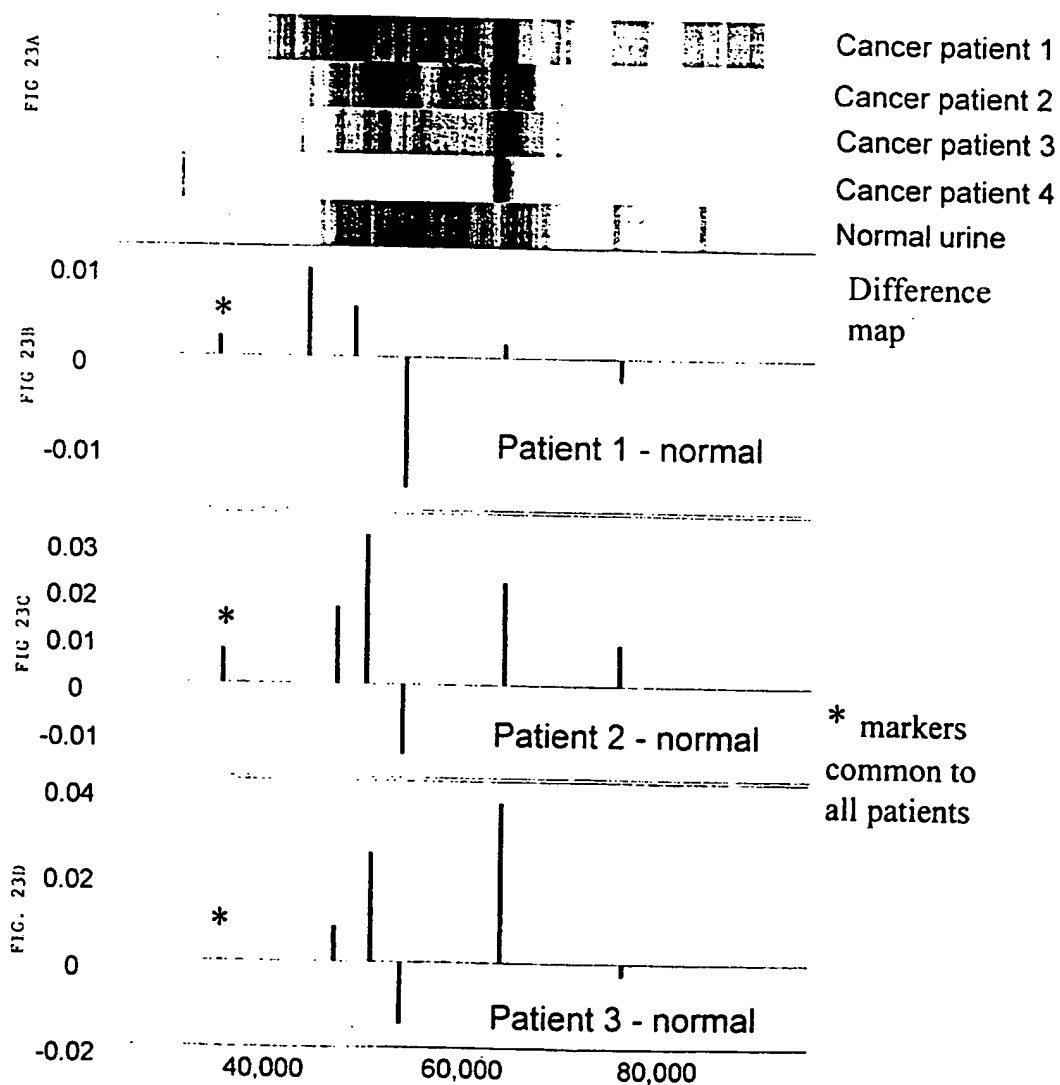 FIG 23A
Cancer patient 1
Cancer patient 2
Cancer patient 3
Cancer patient 4
Normal urine
Difference
map
FIG 23B
0.01
*
0
-0.01
Patient 1 - normal
FIG 23C
0.03
0.02
*
0.01
0
-0.01
Patient 2 - normal
* markers
common to
all patients
FIG. 23D
0.04
0.02
*
0
-0.02
Patient 3 - normal
40,000
60,000
80,000